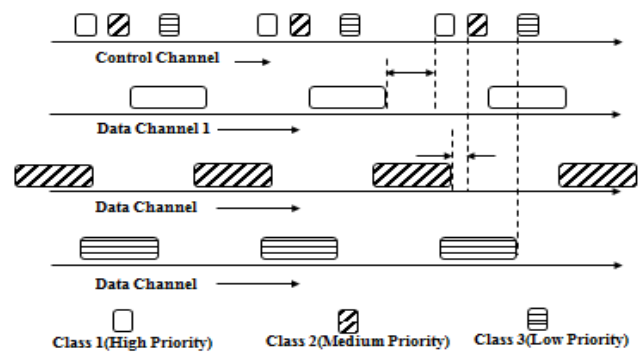 Control Channel
Data Channel 1
Data Channel
Data Channel
Class 1(High Priority)
Class 2(Medium Priority)
Class 3(Low Priority)